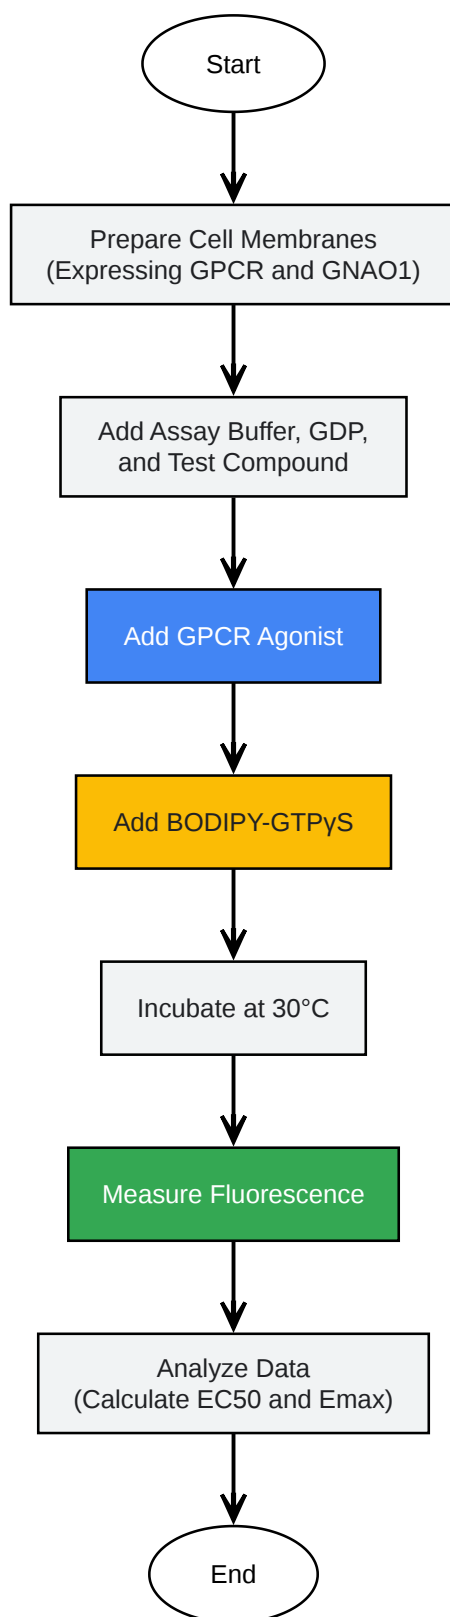 Start
Prepare Cell Membranes
(Expressing GPCR and GNAO1)
Add Assay Buffer, GDP,
and Test Compound
Add GPCR Agonist
Add BODIPY-GTPγS
Incubate at 30°C
Measure Fluorescence
Analyze Data
(Calculate EC50 and Emax)
End